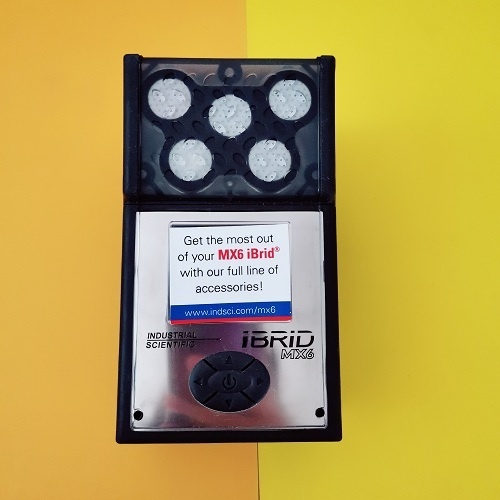 Get the most out
of your MX6 iBrid®
with our full line of
accessories!
www.indsci.com/mx6
INDUSTRIAL
SCIENTIFIC
iBRiD
MX6